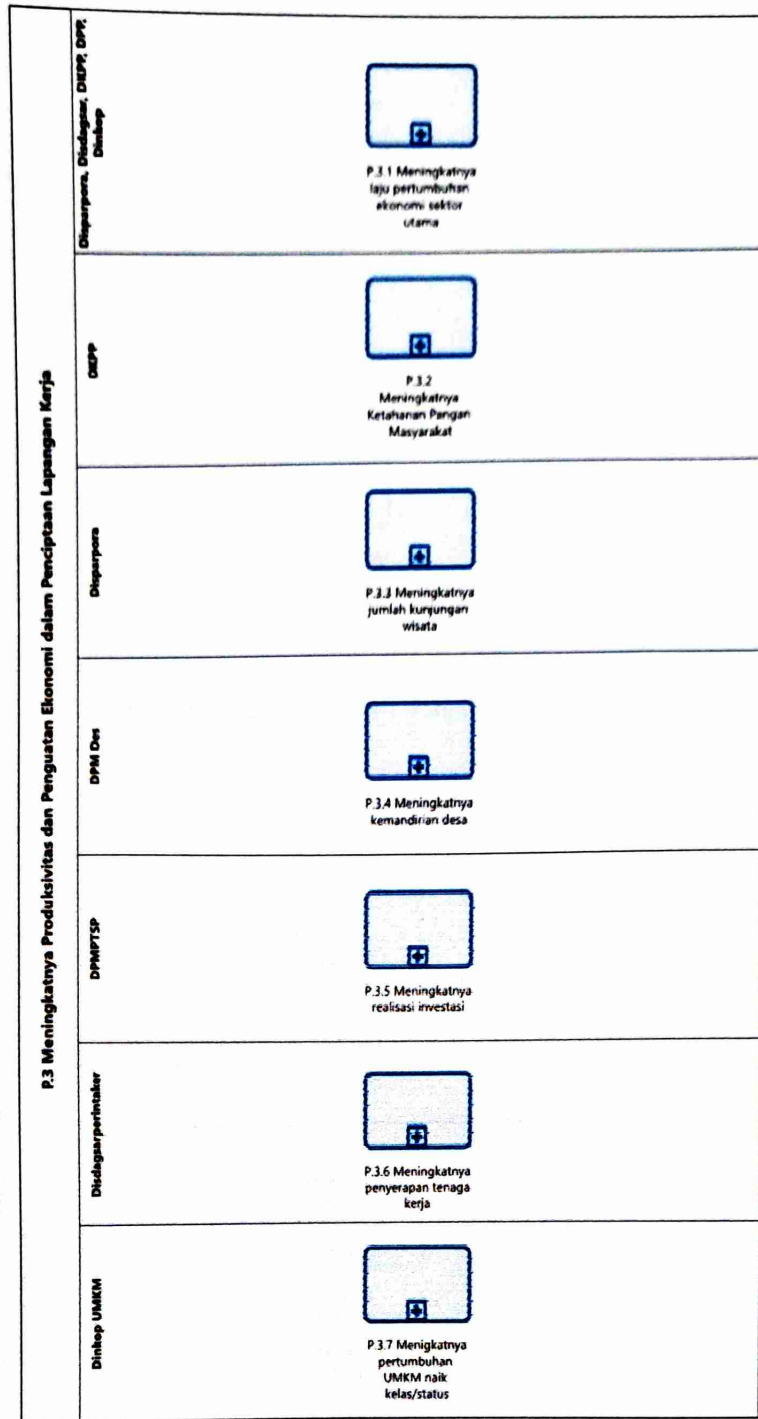 P.3 Meningkatnya Produksivitas dan Penguatan Ekonomi dalam Penciptaan Lapangan Kerja
Disparpora, Disdagsar, DKPP, DPP,
Dinkop
P.3.1 Meningkatnya
laju pertumbuhan
ekonomi sektor
utama
DKPP
P.3.2
Meningkatnya
Ketahanan Pangan
Masyarakat
Disparpora
P.3.3 Meningkatnya
jumlah kunjungan
wisata
DPM Des
P.3.4 Meningkatnya
kemandirian desa
DPMPTSP
P.3.5 Meningkatnya
realisasi investasi
Disdagsarperintaker
P.3.6 Meningkatnya
penyerapan tenaga
kerja
Dinkop UMKM
P.3.7 Menigkatnya
pertumbuhan
UMKM naik
kelas/status